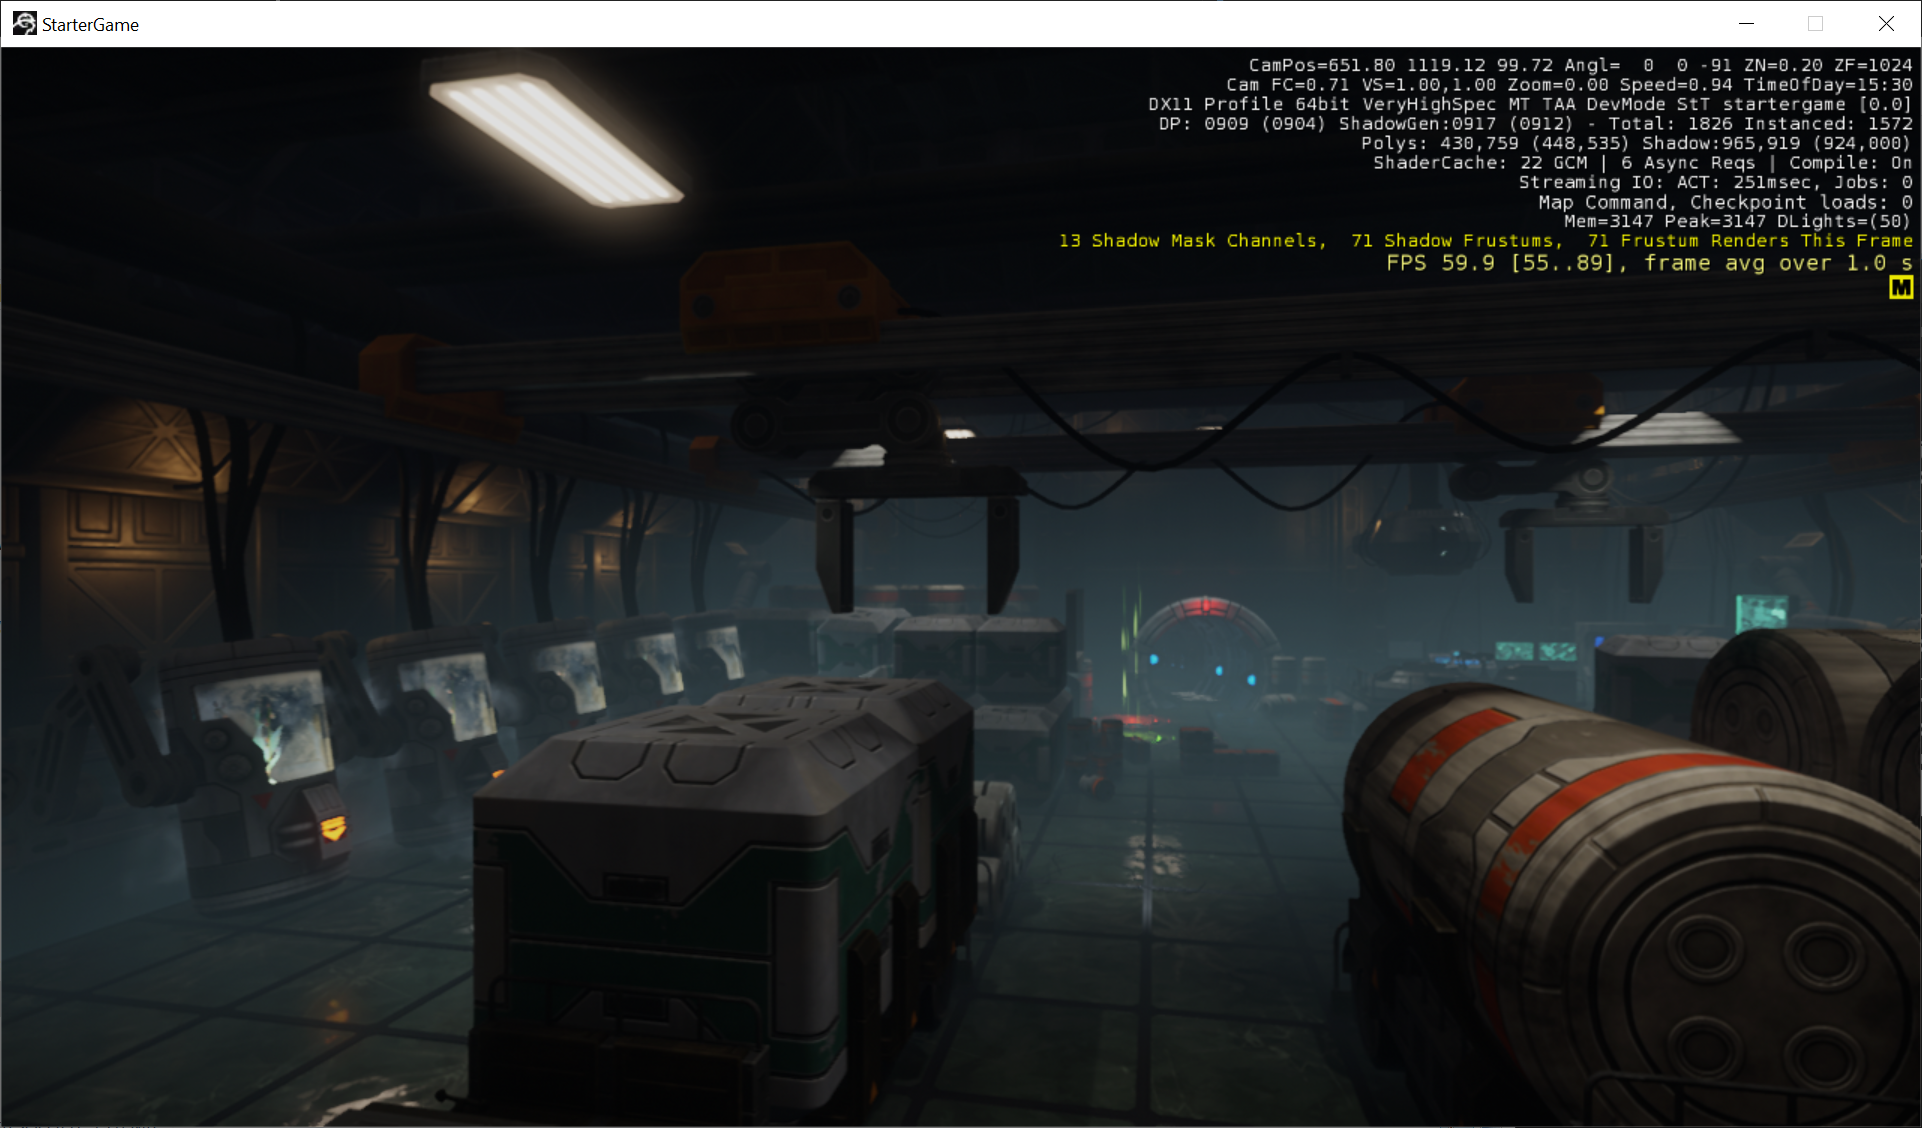 StarterGame
CamPos=651.80 1119.12 99.72 Angl=  0  0 -91 ZN=0.20 ZF=1024
Cam FC=0.71 VS=1.00,1.00 Zoom=0.00 Speed=0.94 TimeOfDay=15:30
DX11 Profile 64bit VeryHighSpec MT TAA DevMode StT startergame [0.0]
DP: 0909 (0904) ShadowGen:0917 (0912) - Total: 1826 Instanced: 1572
Polys: 430,759 (448,535) Shadow:965,919 (924,000)
ShaderCache: 22 GCM | 6 Async Reqs | Compile: On
Streaming IO: ACT: 251msec, Jobs: 0
Map Command, Checkpoint loads: 0
Mem=3147 Peak=3147 DLights=(50)
13 Shadow Mask Channels,  71 Shadow Frustums,  71 Frustum Renders This Frame
FPS 59.9 [55..89], frame avg over 1.0 s
M